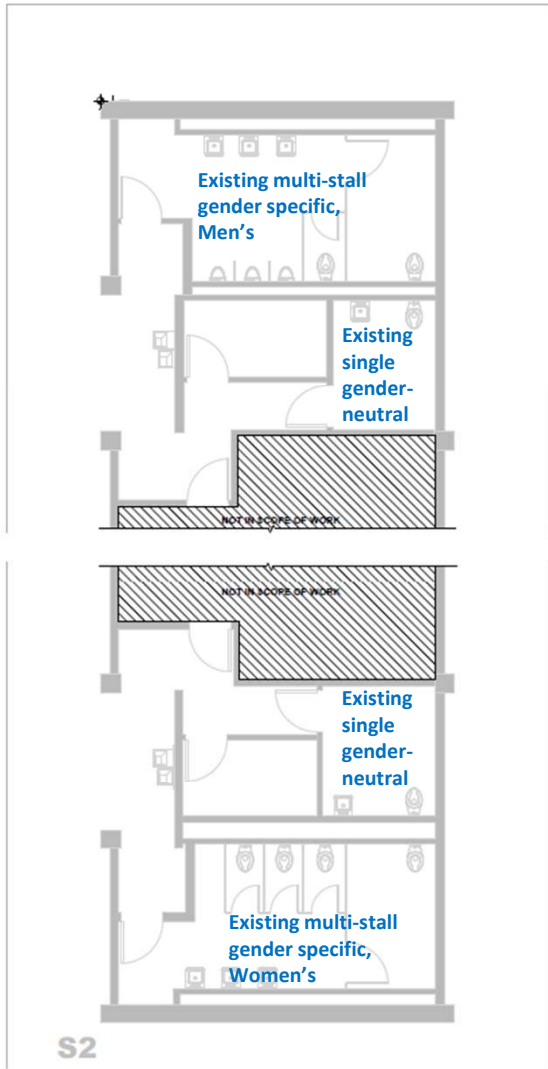 Existing multi-stall
gender specific,
Men's
Existing
single
gender-
neutral
NOT IN SCOPE OF WORK
NOT IN SCOPE OF WORK
Existing
single
gender-
neutral
Existing multi-stall
gender specific,
Women's
S2